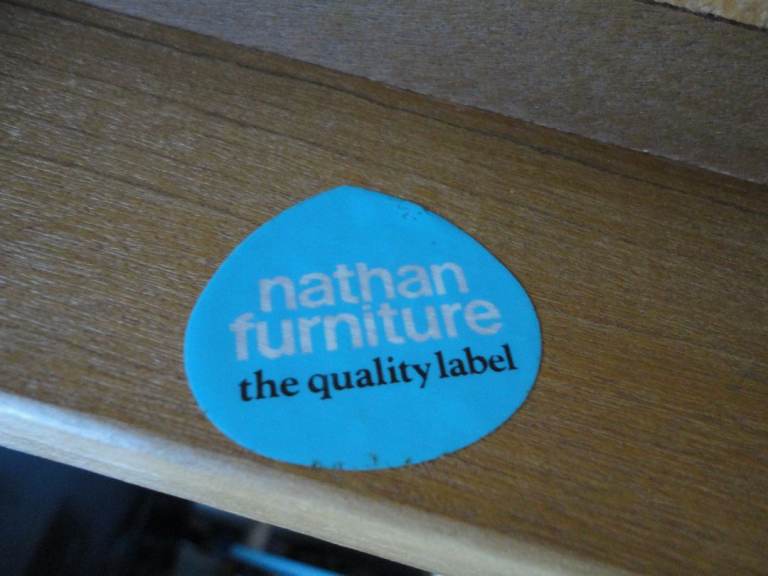 nathan
furniture
the quality label